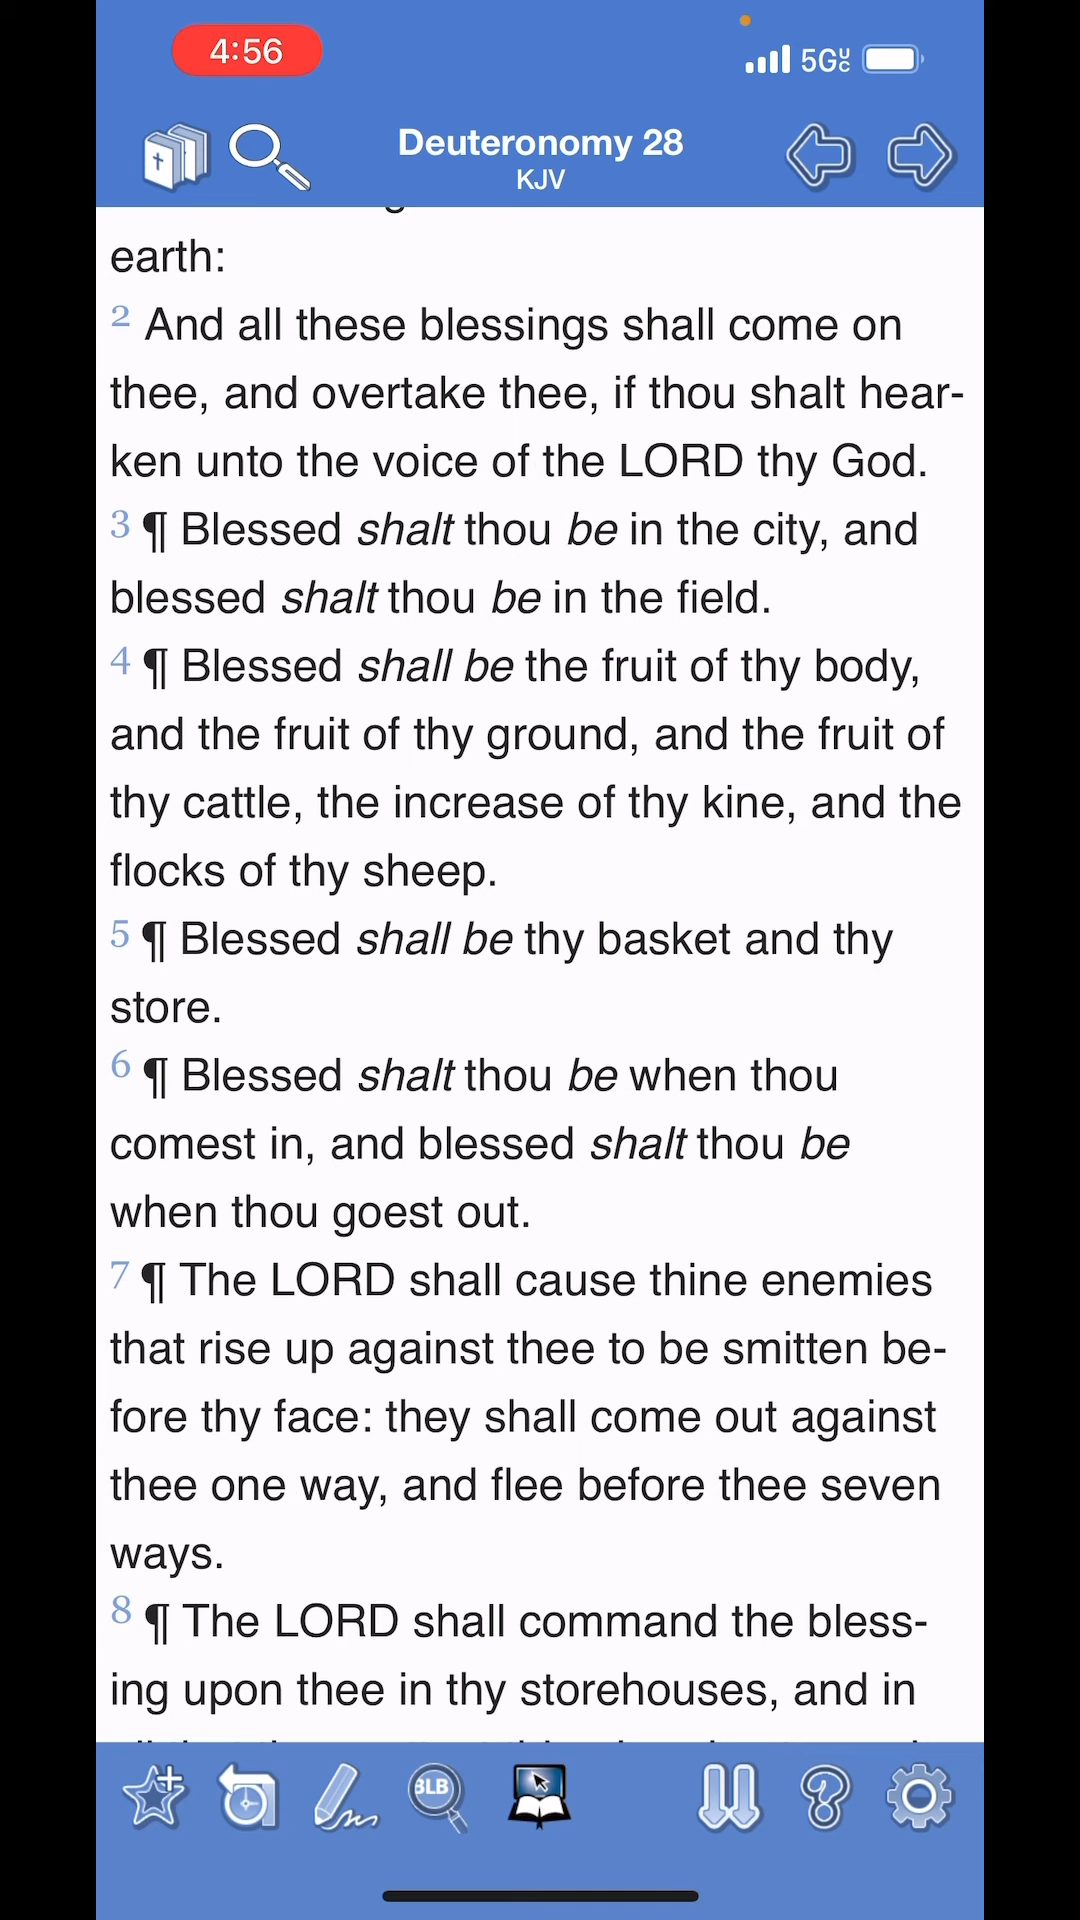 4:56
5G UC
Deuteronomy 28
KJV
earth:
2 And all these blessings shall come on
thee, and overtake thee, if thou shalt hear-
ken unto the voice of the LORD thy God.
3 ¶ Blessed shalt thou be in the city, and
blessed shalt thou be in the field.
4 ¶ Blessed shall be the fruit of thy body,
and the fruit of thy ground, and the fruit of
thy cattle, the increase of thy kine, and the
flocks of thy sheep.
5 ¶ Blessed shall be thy basket and thy
store.
6 ¶ Blessed shalt thou be when thou
comest in, and blessed shalt thou be
when thou goest out.
7 ¶ The LORD shall cause thine enemies
that rise up against thee to be smitten be-
fore thy face: they shall come out against
thee one way, and flee before thee seven
ways.
8 ¶ The LORD shall command the bless-
ing upon thee in thy storehouses, and in
BLB